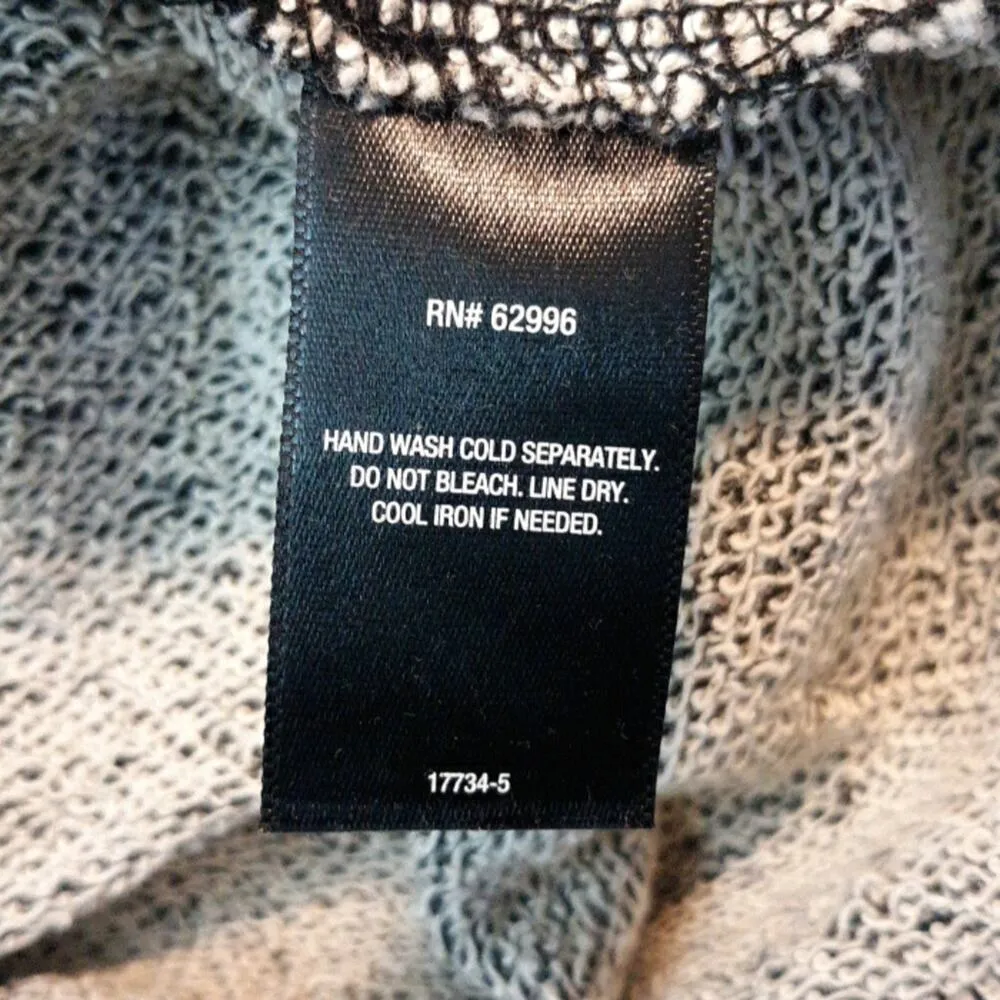 RN# 62996
HAND WASH COLD SEPARATELY.
DO NOT BLEACH. LINE DRY.
COOL IRON IF NEEDED.
17734-5